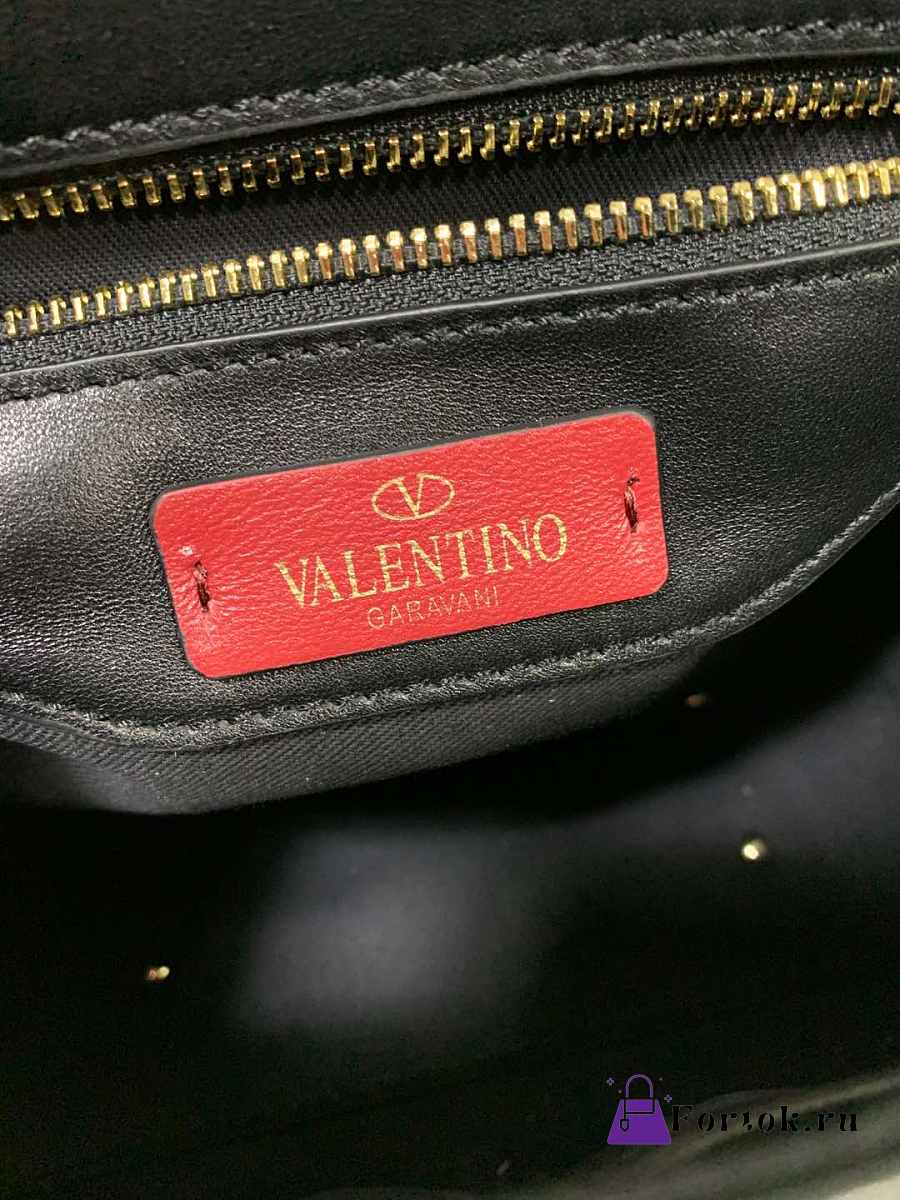 V
VALENTINO
GARAVANI
Fortok.ru